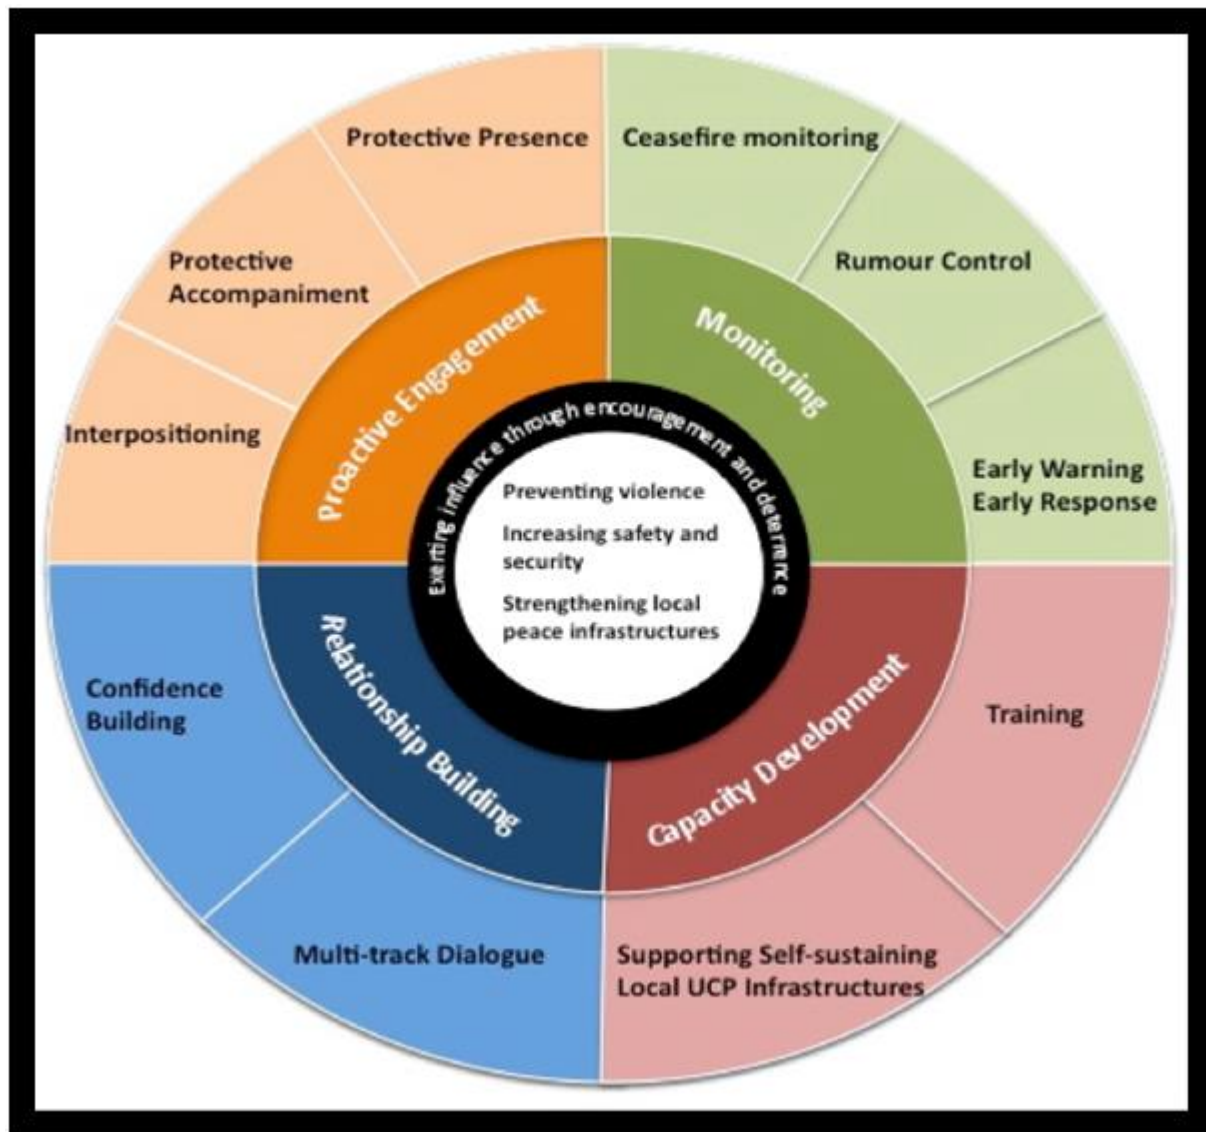 Protective Presence
Ceasefire monitoring
Protective
Accompaniment
Rumour Control
Interpositioning
Early Warning
Early Response
Proactive Engagement
Monitoring
Exerting influence through encouragement and deterrence
Preventing violence
Increasing safety and
security
Strengthening local
peace infrastructures
Relationship Building
Capacity Development
Confidence
Building
Training
Multi-track Dialogue
Supporting Self-sustaining
Local UCP Infrastructures